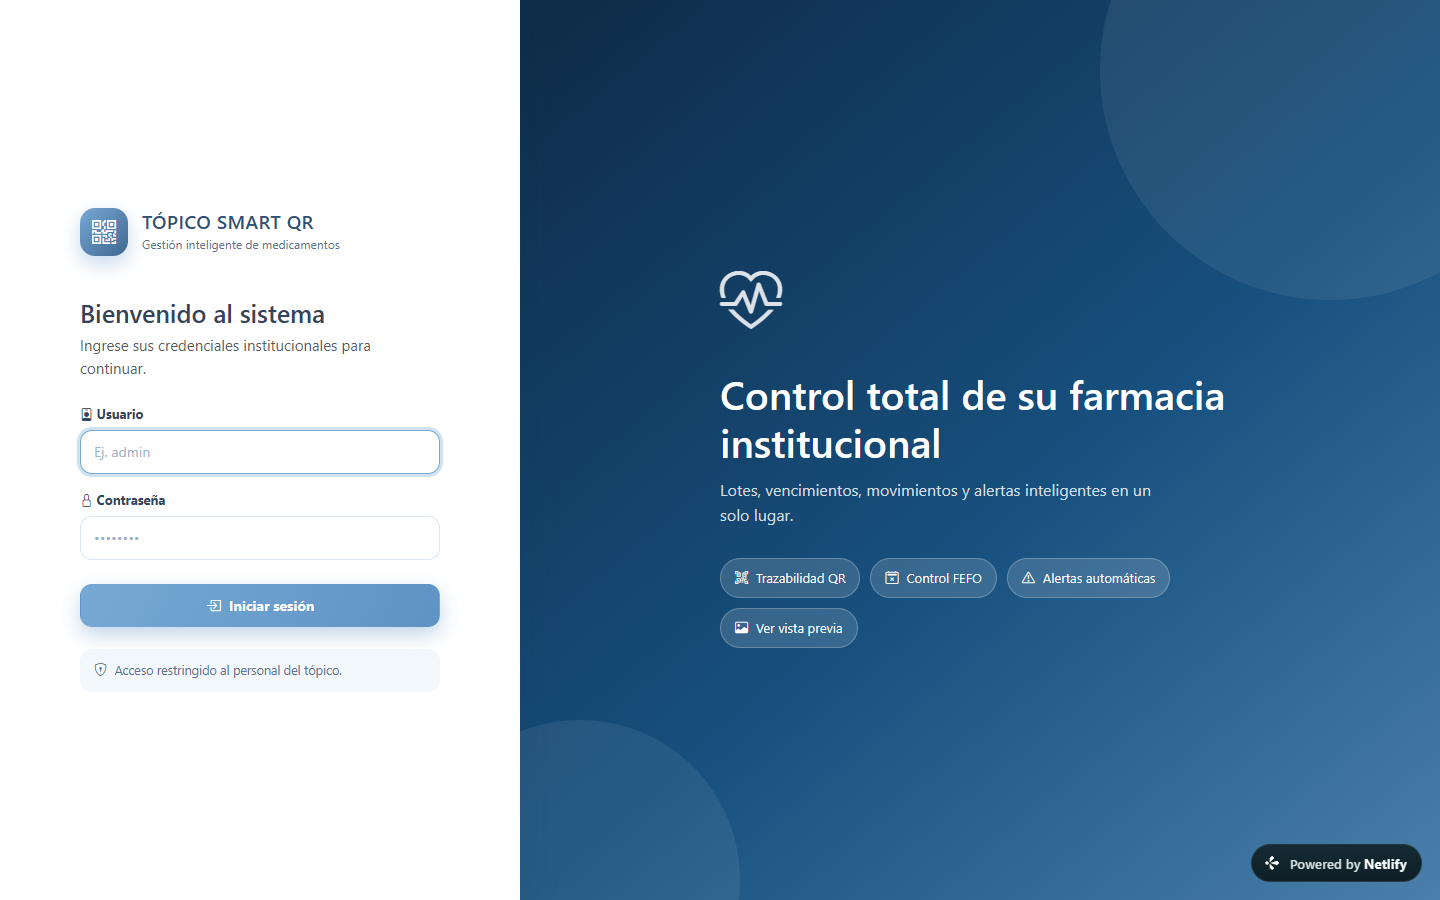 TÓPICO SMART QR
Gestión inteligente de medicamentos
Bienvenido al sistema
Ingrese sus credenciales institucionales para
continuar.
Usuario
Ej. admin
Contraseña
••••••••
Iniciar sesión
Acceso restringido al personal del tópico.
Control total de su farmacia
institucional
Lotes, vencimientos, movimientos y alertas inteligentes en un
solo lugar.
Trazabilidad QR
Control FEFO
Alertas automáticas
Ver vista previa
Powered by Netlify